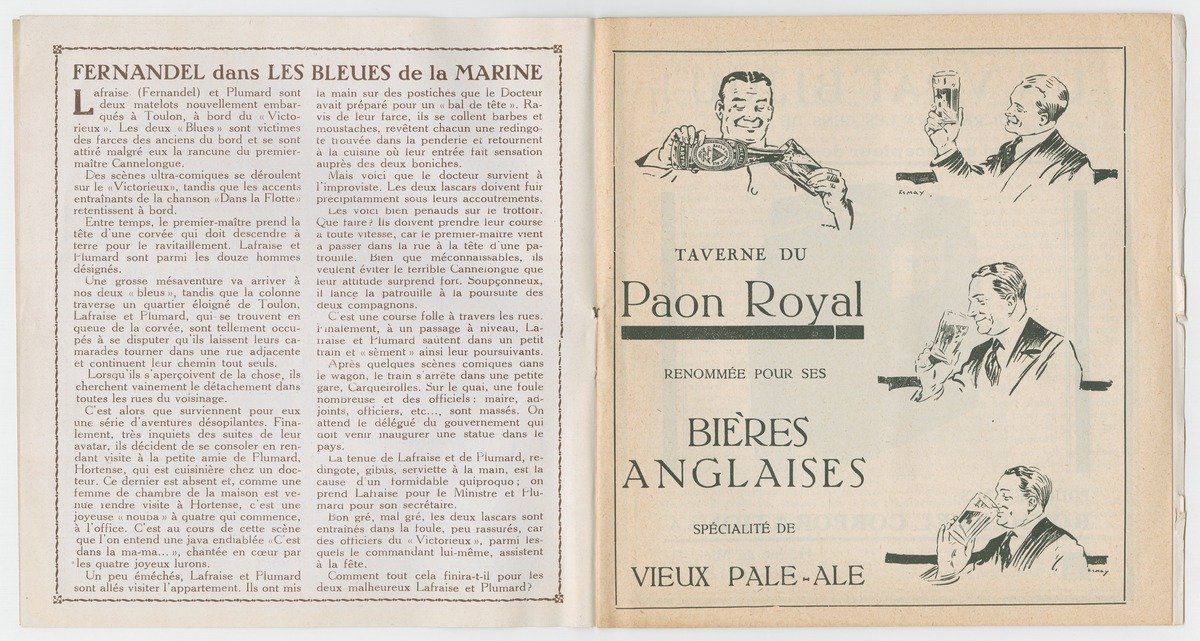 FERNANDEL dans LES BLEUES de la MARINE
Lafraise (Fernandel) et Plumard sont
deux matelots nouvellement embar-
qués à Toulon, à bord du « Victo-
rieux ». Les deux « Blues » sont victimes
des farces des anciens du bord et se sont
attiré malgré eux la rancune du premier-
maître Cannelongue.
Des scènes ultra-comiques se déroulent
sur le «Victorieux», tandis que les accents
entraînants de la chanson «Dans la Flotte»
retentissent à bord.
Entre temps, le premier-maître prend la
tête d'une corvée qui doit descendre à
terre pour le ravitaillement. Lafraise et
Plumard sont parmi les douze hommes
désignés.
Une grosse mésaventure va arriver à
nos deux « bleus », tandis que la colonne
traverse un quartier éloigné de Toulon,
Lafraise et Plumard, qui se trouvent en
queue de la corvée, sont tellement occu-
pés à se disputer qu'ils laissent leurs ca-
marades tourner dans une rue adjacente
et continuent leur chemin tout seuls.
Lorsqu'ils s'aperçoivent de la chose, ils
cherchent vainement le détachement dans
toutes les rues du voisinage.
C'est alors que surviennent pour eux
une série d'aventures désopilantes. Fina-
lement, très inquiets des suites de leur
avatar, ils décident de se consoler en ren-
dant visite à la petite amie de Plumard,
Hortense, qui est cuisinière chez un doc-
teur. Ce dernier est absent et, comme une
femme de chambre de la maison est ve-
nue rendre visite à Hortense, c'est une
joyeuse « nouba » à quatre qui commence,
à l'office. C'est au cours de cette scène
que l'on entend une java endiablée «C'est
dans la ma-ma... », chantée en cœur par
les quatre joyeux lurons.
Un peu éméchés, Lafraise et Plumard
sont allés visiter l'appartement. Ils ont mis
la main sur des postiches que le Docteur
avait préparé pour un « bal de tête ». Ra-
vis de leur farce, ils se collent barbes et
moustaches, revêtent chacun une redingo-
te trouvée dans la penderie et retournent
à la cuisine où leur entrée fait sensation
auprès des deux boniches.
Mais voici que le docteur survient à
l'improviste. Les deux lascars doivent fuir
précipitamment sous leurs accoutrements.
Les voici bien penauds sur le trottoir.
Que faire? Ils doivent prendre leur course
à toute vitesse, car le premier-maître vient
à passer dans la rue à la tête d'une pa-
trouille. Bien que méconnaissables, ils
veulent éviter le terrible Cannelongue que
leur attitude surprend fort. Soupçonneux,
il lance la patrouille à la poursuite des
deux compagnons.
C'est une course folle à travers les rues.
Finalement, à un passage à niveau, La-
fraise et Plumard sautent dans un petit
train et « sèment » ainsi leur poursuivants.
Après quelques scènes comiques dans
le wagon, le train s'arrête dans une petite
gare, Carqueirolles. Sur le quai, une foule
nombreuse et des officiels : maire, ad-
joints, officiers, etc..., sont massés. On
attend le délégué du gouvernement qui
doit venir inaugurer une statue dans le
pays.
La tenue de Lafraise et de Plumard, re-
dingote, gibus, serviette à la main, est la
cause d'un formidable quiproquo ; on
prend Lafraise pour le Ministre et Plu-
mard pour son secrétaire.
Bon gré, mal gré, les deux lascars sont
entraînés dans la foule, peu rassurés, car
des officiers du « Victorieux », parmi les-
quels le commandant lui-même, assistent
à la fête.
Comment tout cela finira-t-il pour les
deux malheureux Lafraise et Plumard?
ESMAY.
TAVERNE DU
Paon Royal
RENOMMÉE POUR SES
BIÈRES
ANGLAISES
SPÉCIALITÉ DE
VIEUX PALE-ALE
ESMAY